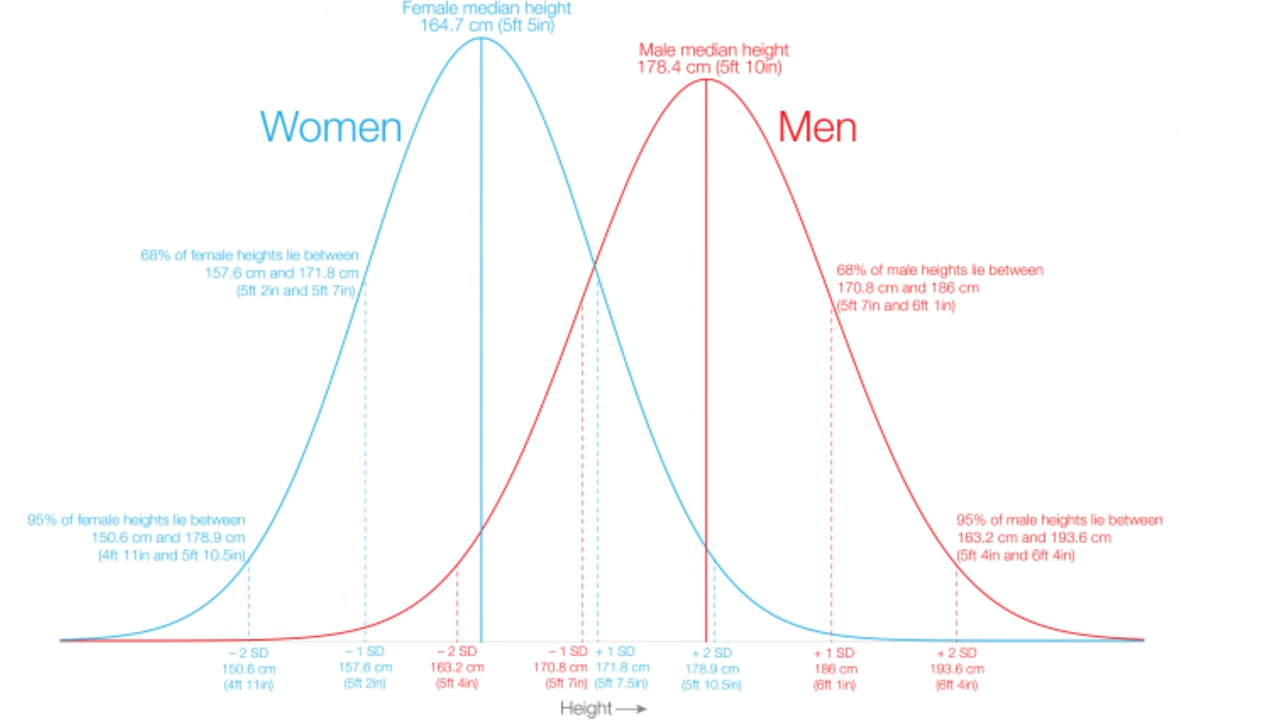 Female median height
164.7 cm (5ft 5in)
Male median height
178.4 cm (5ft 10in)
Women
Men
68% of female heights lie between
157.6 cm and 171.8 cm
(5ft 2in and 5ft 7in)
68% of male heights lie between
170.8 cm and 186 cm
(5ft 7in and 6ft 1in)
95% of female heights lie between
150.6 cm and 178.9 cm
(4ft 11in and 5ft 10.5in)
95% of male heights lie between
163.2 cm and 193.6 cm
(5ft 4in and 6ft 4in)
– 2 SD
150.6 cm
(4ft 11in)
– 1 SD
157.6 cm
(5ft 2in)
– 2 SD
163.2 cm
(5ft 4in)
– 1 SD
170.8 cm
(5ft 7in)
+ 1 SD
171.8 cm
(5ft 7.5in)
+ 2 SD
178.9 cm
(5ft 10.5in)
+ 1 SD
186 cm
(6ft 1in)
+ 2 SD
193.6 cm
(6ft 4in)
Height →